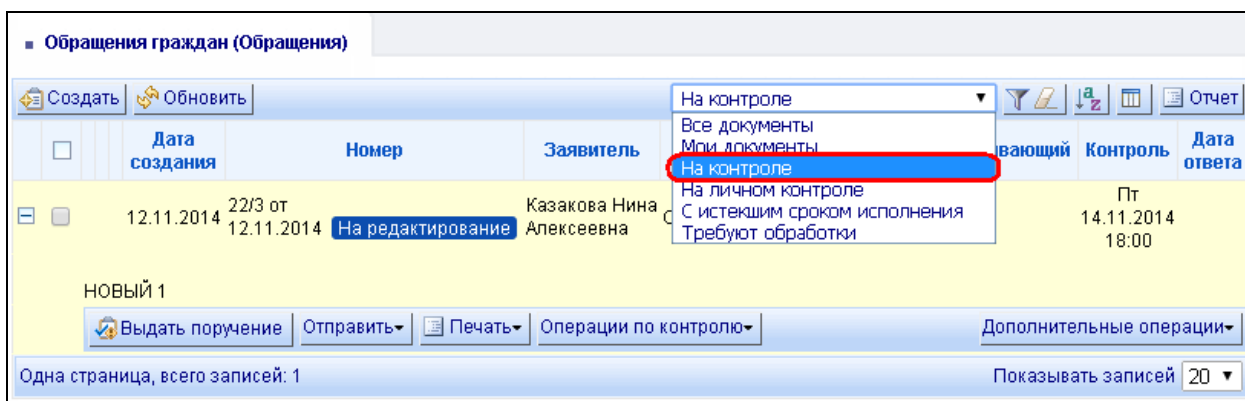 Обращения граждан (Обращения)
Создать Обновить На контроле Отчет
Все документы
Мои документы
На контроле
На личном контроле
С истекшим сроком исполнения
Требуют обработки
Дата создания Номер Заявитель ивающий Контроль Дата ответа
12.11.2014 22/3 от 12.11.2014 На редактирование Казакова Нина Алексеевна Пт 14.11.2014 18:00
НОВЫЙ 1
Выдать поручение Отправить Печать Операции по контролю Дополнительные операции
Одна страница, всего записей: 1 Показывать записей 20